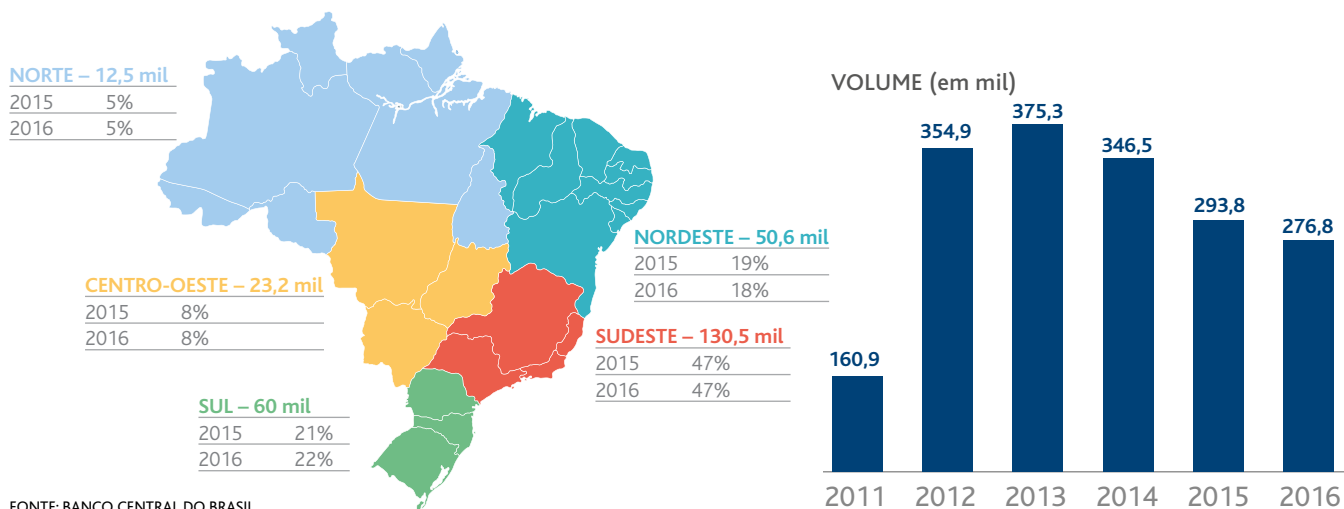 NORTE – 12,5 mil
2015 5%
2016 5%
CENTRO-OESTE – 23,2 mil
2015 8%
2016 8%
SUL – 60 mil
2015 21%
2016 22%
NORDESTE – 50,6 mil
2015 19%
2016 18%
SUDESTE – 130,5 mil
2015 47%
2016 47%
FONTE: BANCO CENTRAL DO BRASIL
VOLUME (em mil)
160,9
354,9
375,3
346,5
293,8
276,8
2011 2012 2013 2014 2015 2016